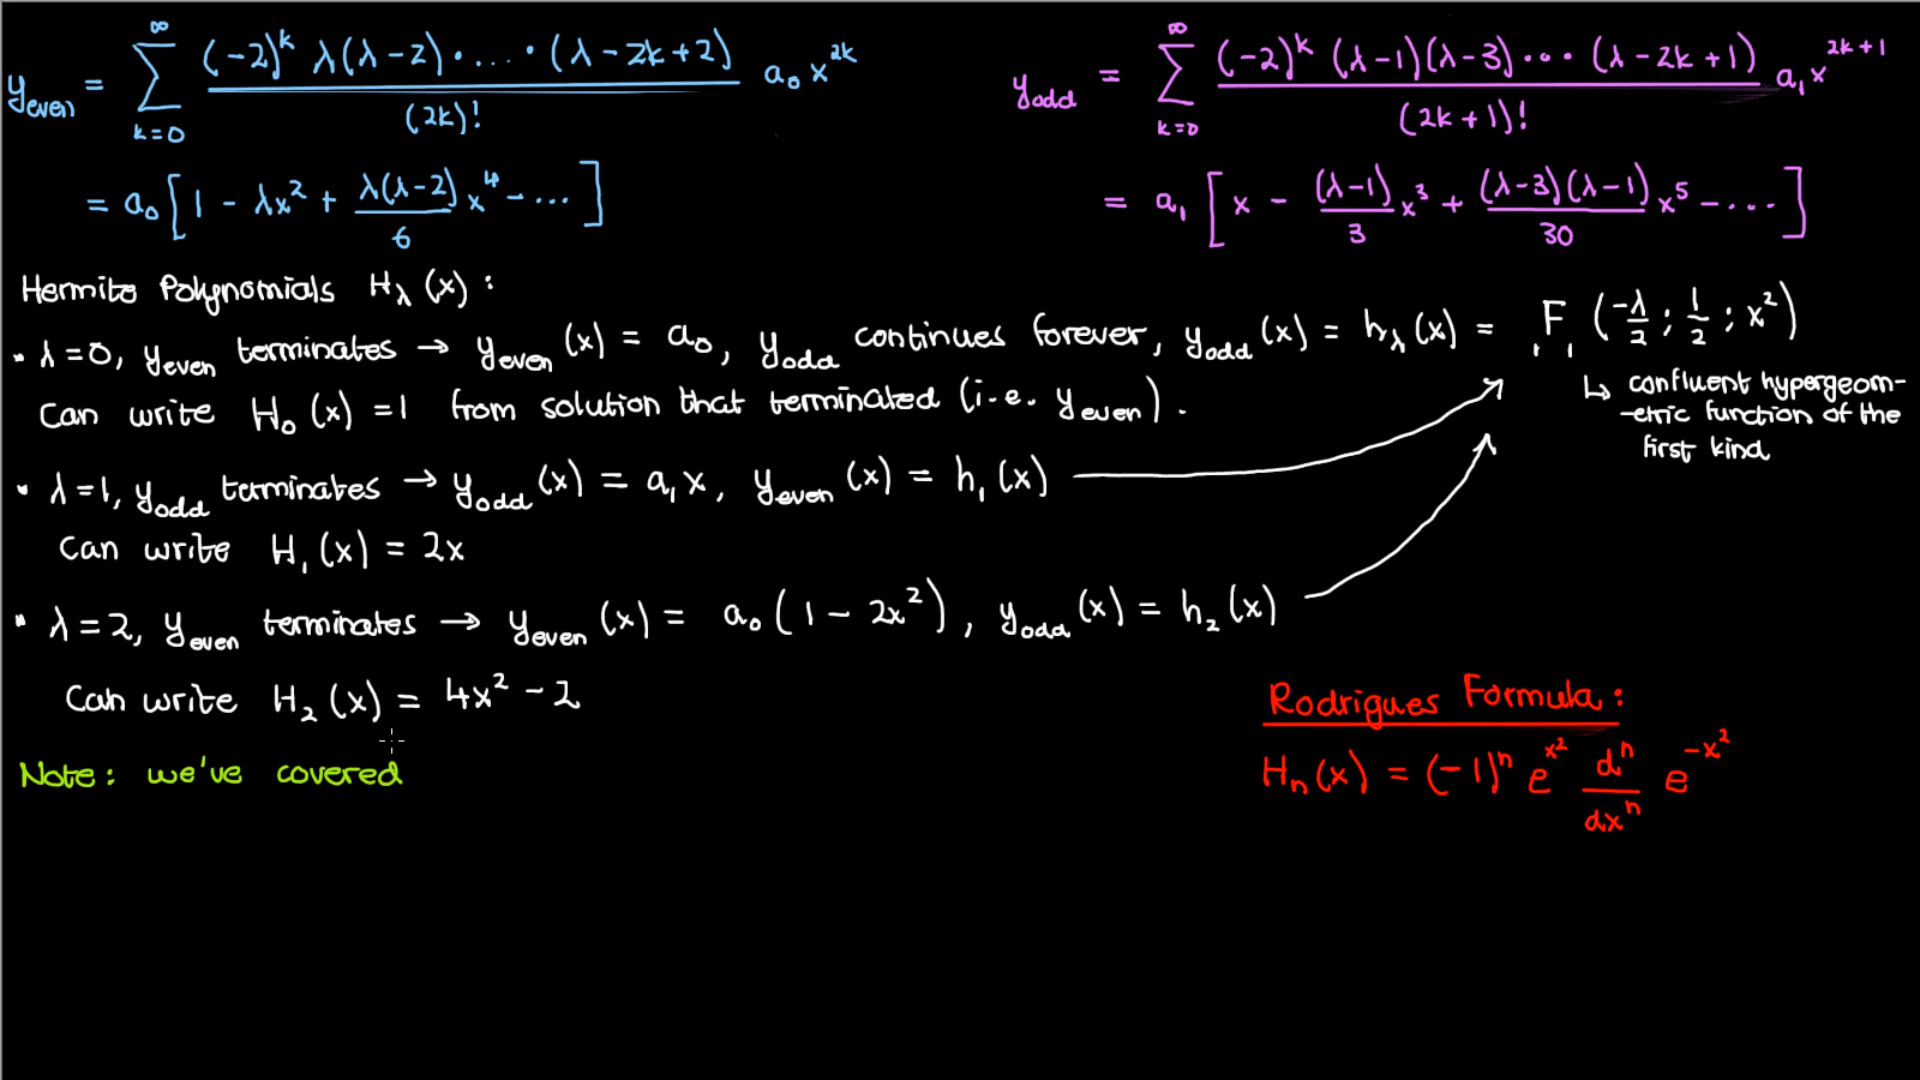 y_even = ∑_{k=0}^{∞} (-2)^k λ(λ-2)·...·(λ-2k+2) / (2k)! a₀x^{2k}
= a₀[1 - λx² + λ(λ-2)/6 x⁴ - ....]
y_odd = ∑_{k=0}^{∞} (-2)^k (λ-1)(λ-3)··· (λ-2k+1) / (2k+1)! a₁x^{2k+1}
= a₁[x - (λ-1)/3 x³ + (λ-3)(λ-1)/30 x⁵ - ....]
Hermite Polynomials H_λ(x):
• λ=0, y_even terminates → y_even(x) = a₀, y_odd continues forever, y_odd(x) = h_λ(x) = ₁F₁(-λ/2; 1/2; x²)
↳ confluent hypergeom-
-etric function of the
first kind
Can write H₀(x) = 1 from solution that terminated (i.e. y_even).
• λ=1, y_odd terminates → y_odd(x) = a₁x, y_even(x) = h₁(x)
Can write H₁(x) = 2x
• λ=2, y_even terminates → y_even(x) = a₀(1 - 2x²), y_odd(x) = h₂(x)
Can write H₂(x) = 4x² - 2
Note: we've covered
Rodrigues Formula:
H_n(x) = (-1)^n e^{x²} d^n/dx^n e^{-x²}